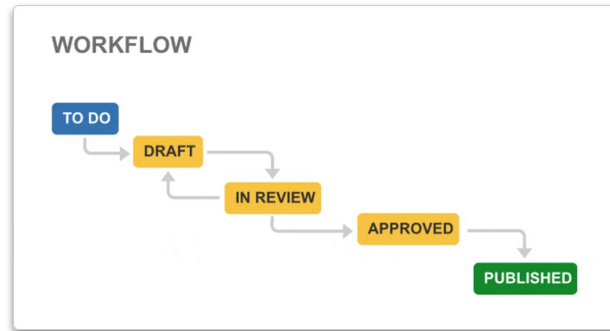 WORKFLOW
TO DO
DRAFT
IN REVIEW
APPROVED
PUBLISHED